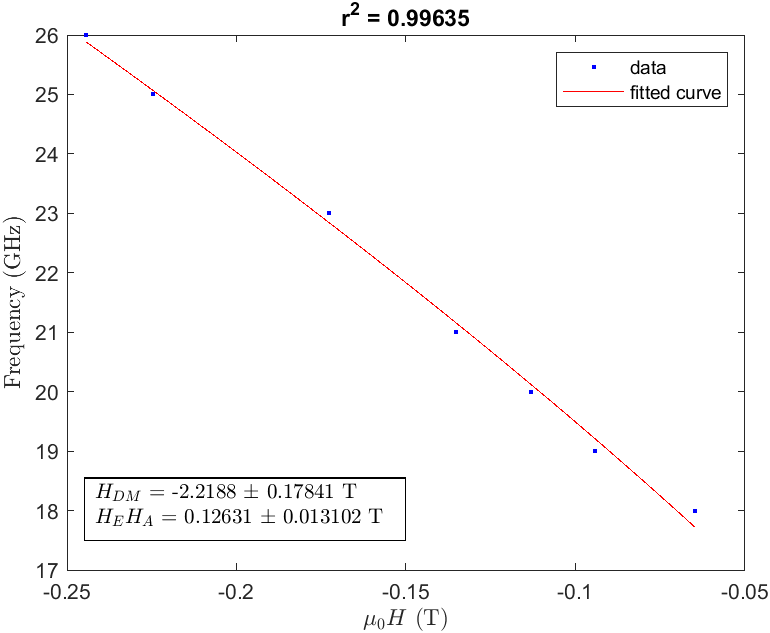 r² = 0.99635
26
25
24
23
22
21
20
19
18
17
Frequency (GHz)
data
fitted curve
H_{DM} = -2.2188 ± 0.17841 T
H_E H_A = 0.12631 ± 0.013102 T
-0.25
-0.2
-0.15
-0.1
-0.05
μ₀H (T)